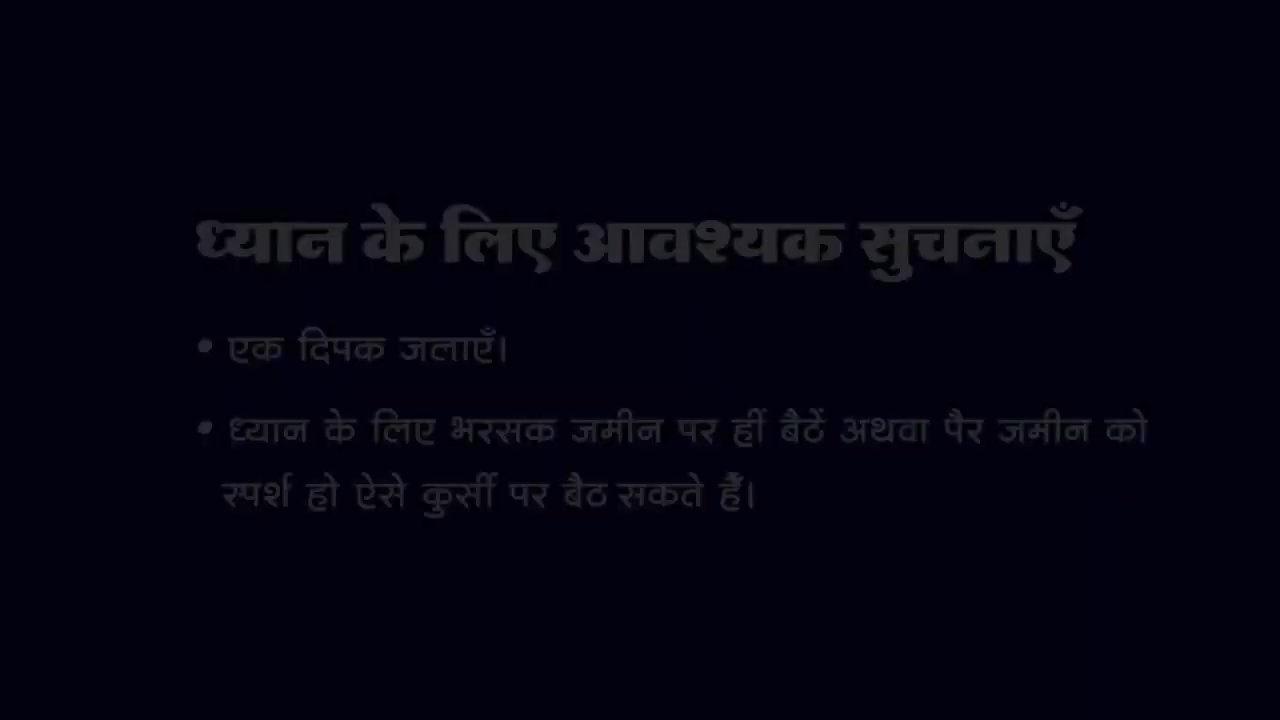 ध्यान के लिए आवश्यक सुचनाएँ
• एक दिपक जलाएँ।
• ध्यान के लिए भरसक जमीन पर हीं बैठें अथवा पैर जमीन को
स्पर्श हो ऐसे कुर्सी पर बैठ सकते हैं।